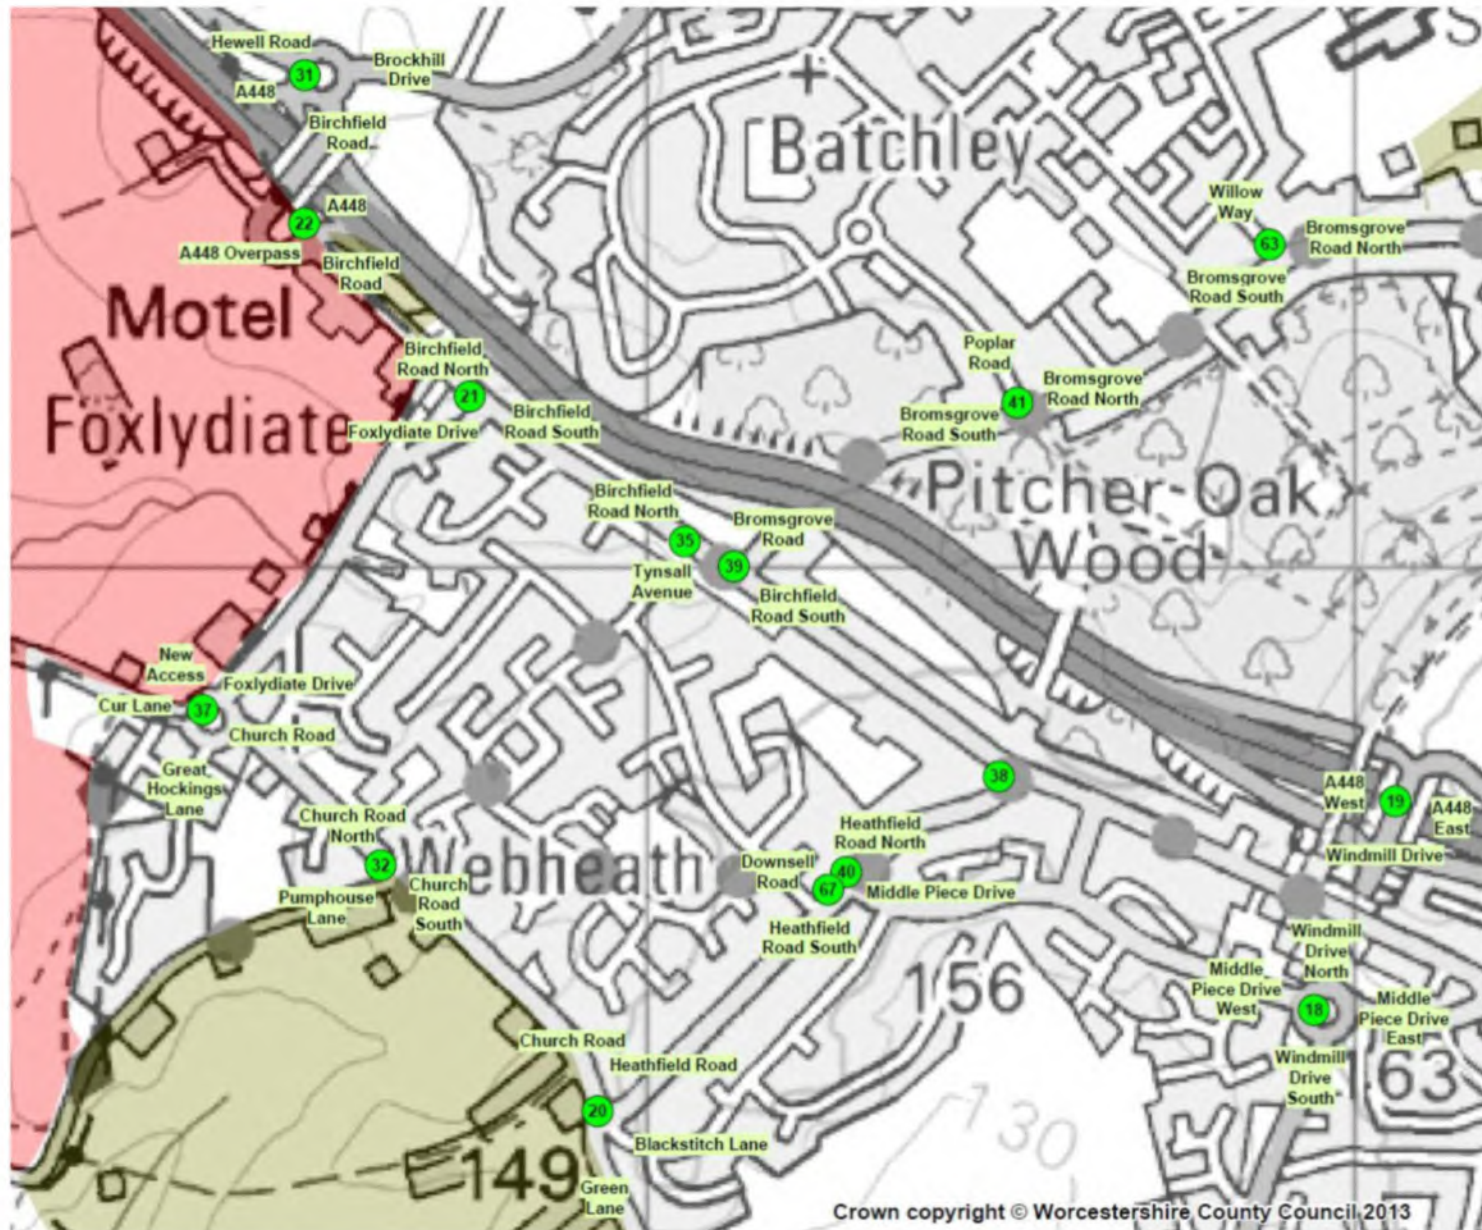 Hewell Road
31
Brockhill
Drive
A448
Birchfield
Road
Batchley
Willow
Way
A448
22
63
Bromsgrove
Road North
A448 Overpass
Birchfield
Road
Bromsgrove
Road South
Motel
Birchfield
Road North
Poplar
Road
21
Bromsgrove
Road North
41
Foxlydiate
Foxlydiate Drive
Birchfield
Road South
Bromsgrove
Road South
Pitcher Oak
Wood
Birchfield
Road North
Bromsgrove
Road
35
39
Tynsall
Avenue
Birchfield
Road South
New
Access
Foxlydiate Drive
Cur Lane
37
Church Road
Great
Hockings
Lane
38
A448
West
19
A448
East
Church Road
North
Heathfield
Road North
Windmill Drive
32
Webheath
Downsell
Road
40
67
Middle Piece Drive
Pumphouse
Lane
Church
Road
South
Heathfield
Road South
Windmill
Drive
North
156
Middle
Piece Drive
West
18
Middle
Piece Drive
East
Church Road
Heathfield Road
Windmill
Drive
South
63
20
130
Blackstitch Lane
149
Green
Lane
Crown copyright © Worcestershire County Council 2013